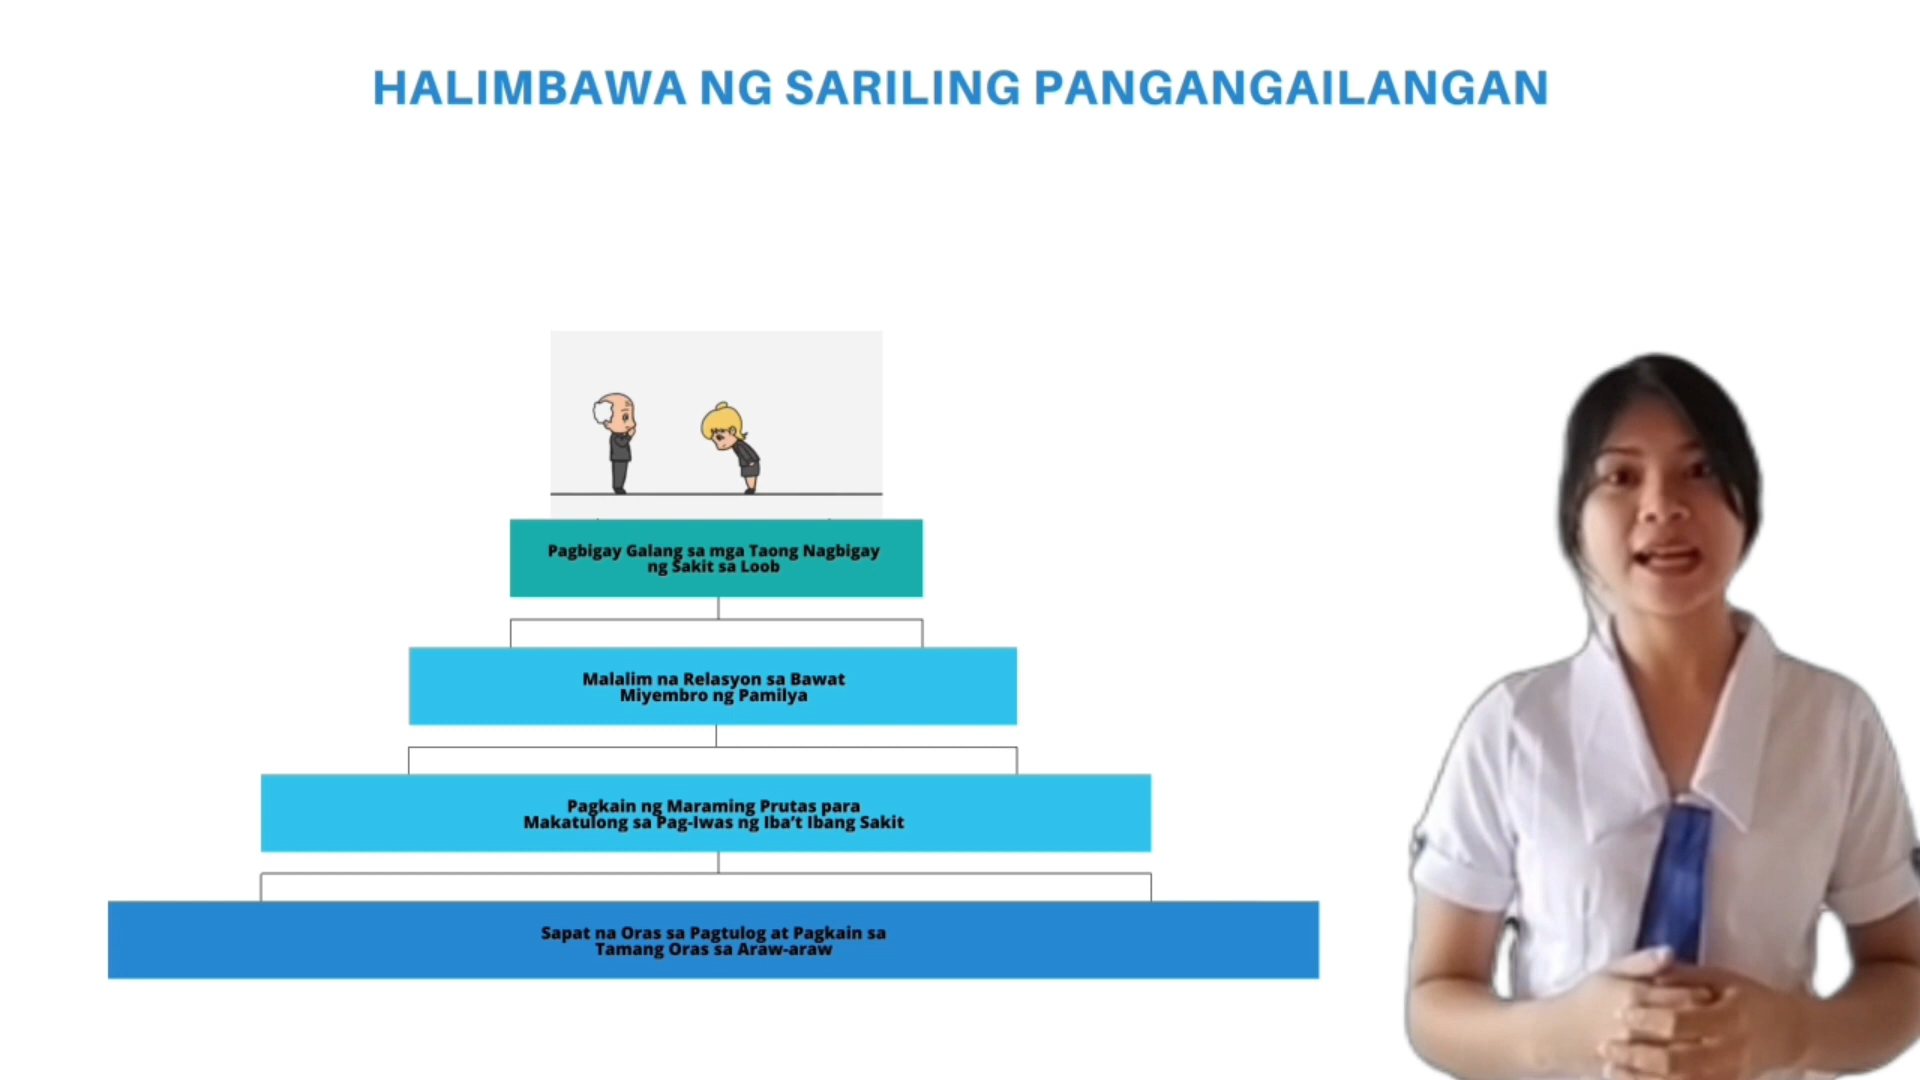 HALIMBAWA NG SARILING PANGANGAILANGAN
Pagbigay Galang sa mga Taong Nagbigay
ng Sakit sa Loob
Malalim na Relasyon sa Bawat
Miyembro ng Pamilya
Pagkain ng Maraming Prutas para
Makatulong sa Pag-Iwas ng Iba't Ibang Sakit
Sapat na Oras sa Pagtulog at Pagkain sa
Tamang Oras sa Araw-araw